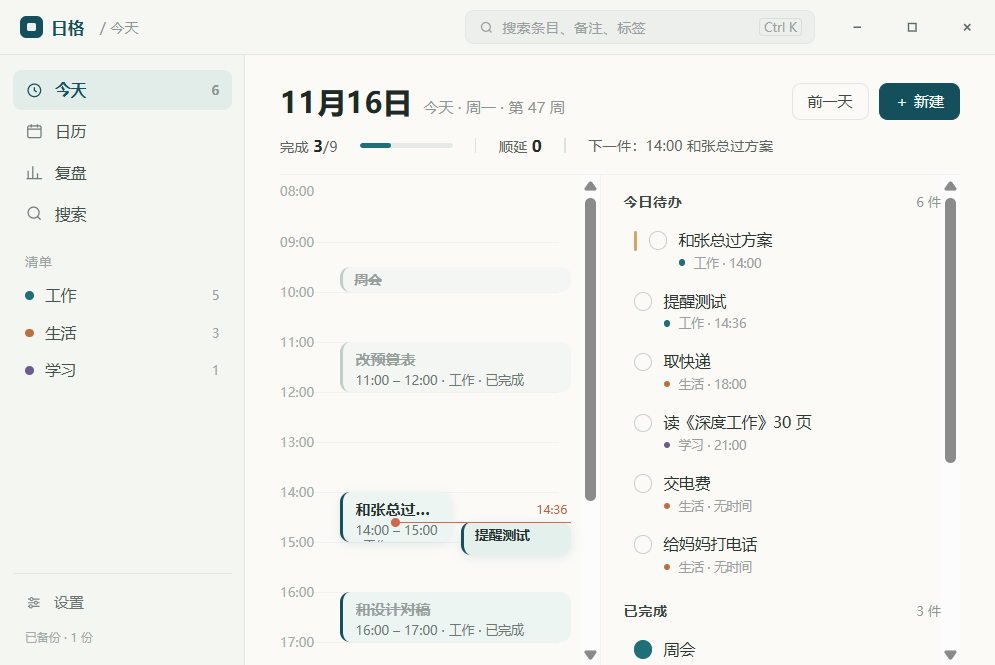 日格 / 今天
搜索条目、备注、标签 Ctrl K
今天 6
日历
复盘
搜索
清单
工作 5
生活 3
学习 1
设置
已备份 · 1 份
11月16日 今天 · 周一 · 第 47 周
前一天
+ 新建
完成 3/9 顺延 0 下一件：14:00 和张总过方案
08:00
09:00
周会
10:00
11:00
改预算表
11:00 – 12:00 · 工作 · 已完成
12:00
13:00
14:00
和张总过…
14:36
14:00 – 15:00
提醒测试
15:00
16:00
和设计对稿
16:00 – 17:00 · 工作 · 已完成
17:00
今日待办 6 件
和张总过方案
工作 · 14:00
提醒测试
工作 · 14:36
取快递
生活 · 18:00
读《深度工作》30 页
学习 · 21:00
交电费
生活 · 无时间
给妈妈打电话
生活 · 无时间
已完成 3 件
周会